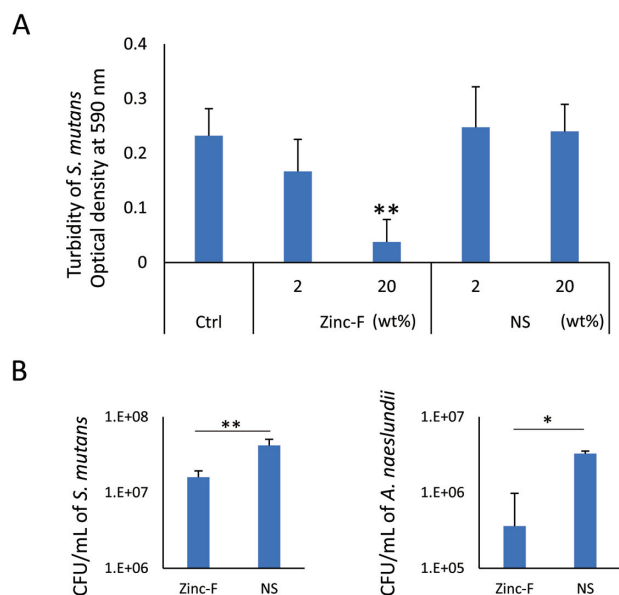 A
Turbidity of S. mutans
Optical density at 590 nm
0.4
0.3
0.2
0.1
0
**
2 20 2 20
Ctrl Zinc-F (wt%) NS (wt%)
B
CFU/mL of S. mutans
1.E+08
1.E+07
1.E+06
**
Zinc-F NS
CFU/mL of A. naeslundii
1.E+07
1.E+06
1.E+05
*
Zinc-F NS